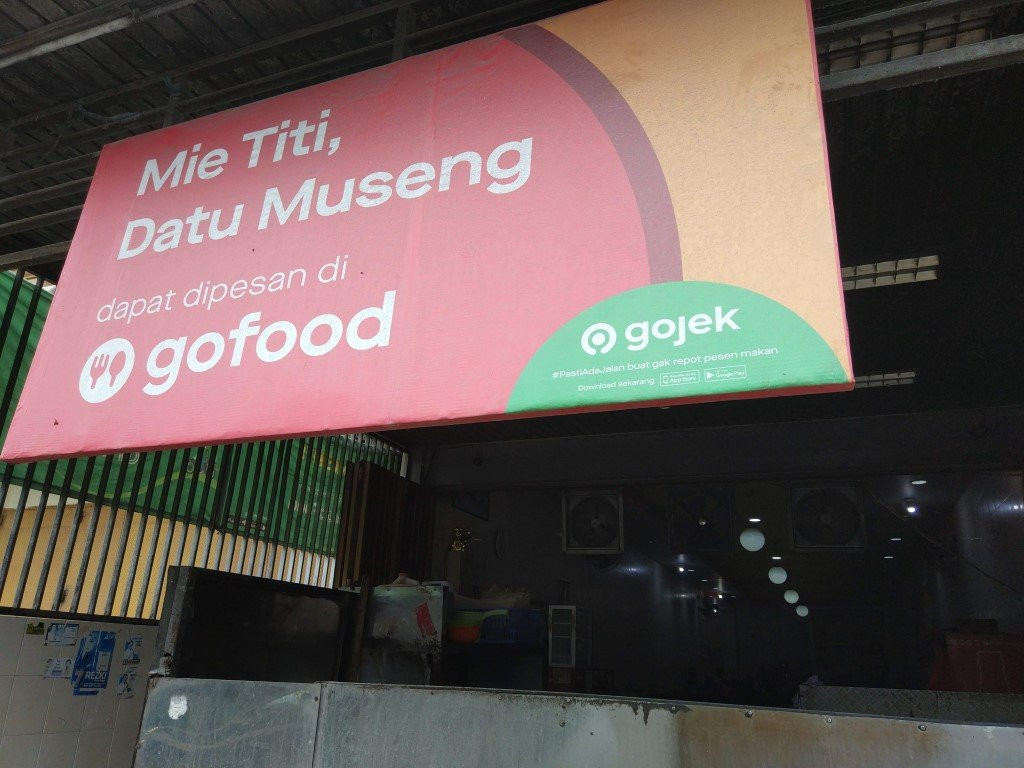 Mie Titi,
Datu Museng
dapat dipesan di
gofood
gojek
#PastiAdaJalan buat gak repot pesen makan
Download sekarang App Store Google Play
REZKI